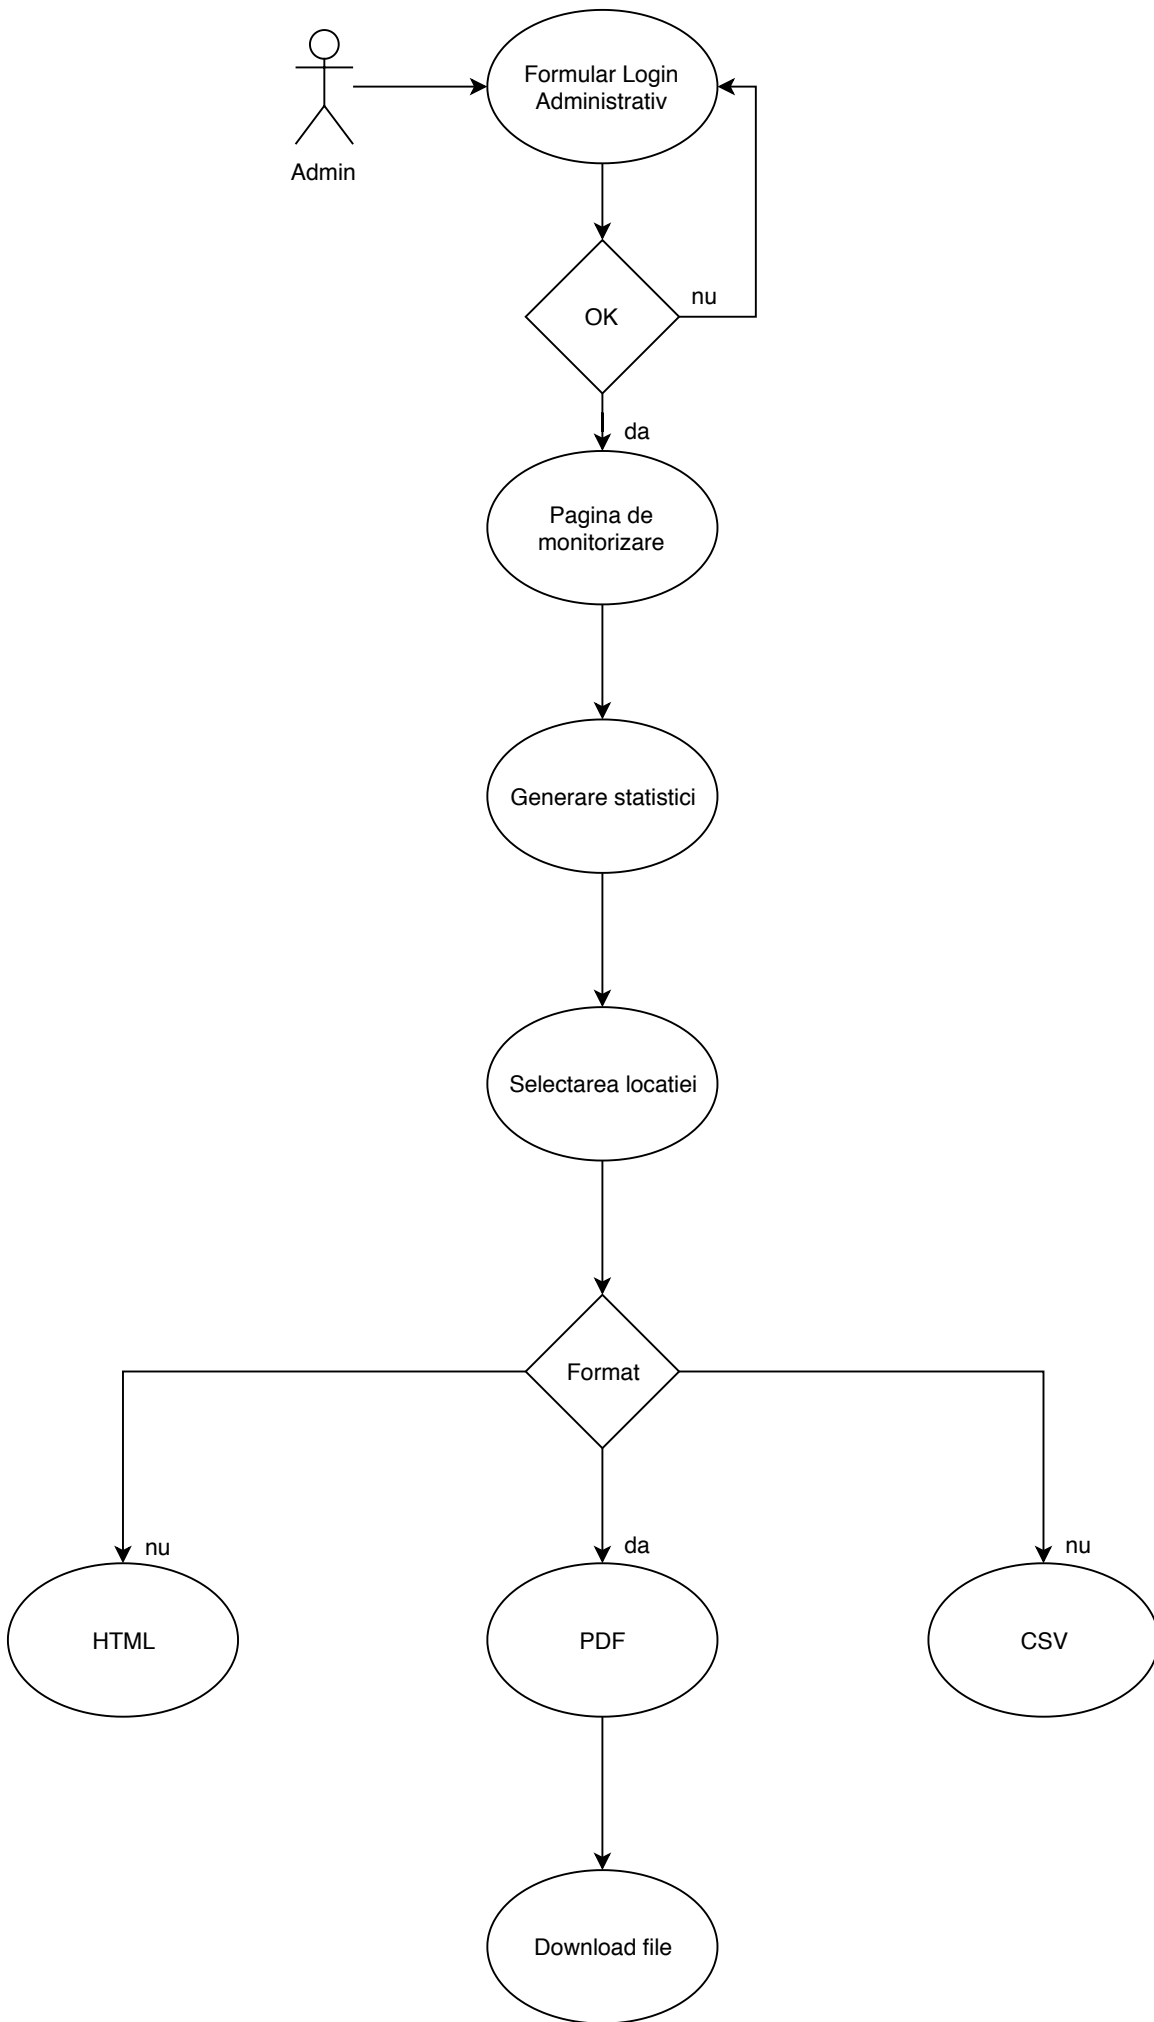 Formular Login
Administrativ
Admin
OK
nu
da
Pagina de
monitorizare
Generare statistici
Selectarea locatiei
Format
nu
da
nu
HTML
PDF
CSV
Download file